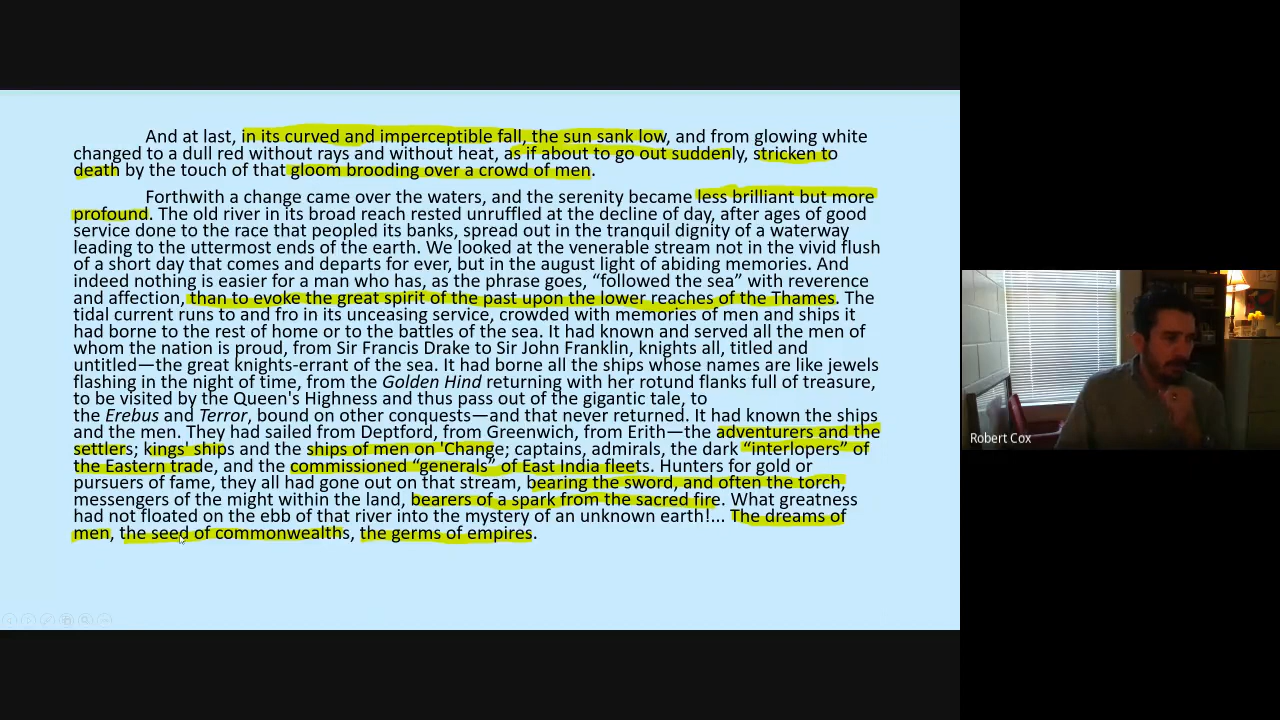 And at last, in its curved and imperceptible fall, the sun sank low, and from glowing white
changed to a dull red without rays and without heat, as if about to go out suddenly, stricken to
death by the touch of that gloom brooding over a crowd of men.
Forthwith a change came over the waters, and the serenity became less brilliant but more
profound. The old river in its broad reach rested unruffled at the decline of day, after ages of good
service done to the race that peopled its banks, spread out in the tranquil dignity of a waterway
leading to the uttermost ends of the earth. We looked at the venerable stream not in the vivid flush
of a short day that comes and departs for ever, but in the august light of abiding memories. And
indeed nothing is easier for a man who has, as the phrase goes, “followed the sea” with reverence
and affection, than to evoke the great spirit of the past upon the lower reaches of the Thames. The
tidal current runs to and fro in its unceasing service, crowded with memories of men and ships it
had borne to the rest of home or to the battles of the sea. It had known and served all the men of
whom the nation is proud, from Sir Francis Drake to Sir John Franklin, knights all, titled and
untitled—the great knights-errant of the sea. It had borne all the ships whose names are like jewels
flashing in the night of time, from the Golden Hind returning with her rotund flanks full of treasure,
to be visited by the Queen's Highness and thus pass out of the gigantic tale, to
the Erebus and Terror, bound on other conquests—and that never returned. It had known the ships
and the men. They had sailed from Deptford, from Greenwich, from Erith—the adventurers and the
settlers; kings' ships and the ships of men on 'Change; captains, admirals, the dark “interlopers” of
the Eastern trade, and the commissioned “generals” of East India fleets. Hunters for gold or
pursuers of fame, they all had gone out on that stream, bearing the sword, and often the torch,
messengers of the might within the land, bearers of a spark from the sacred fire. What greatness
had not floated on the ebb of that river into the mystery of an unknown earth!... The dreams of
men, the seed of commonwealths, the germs of empires.
Robert Cox